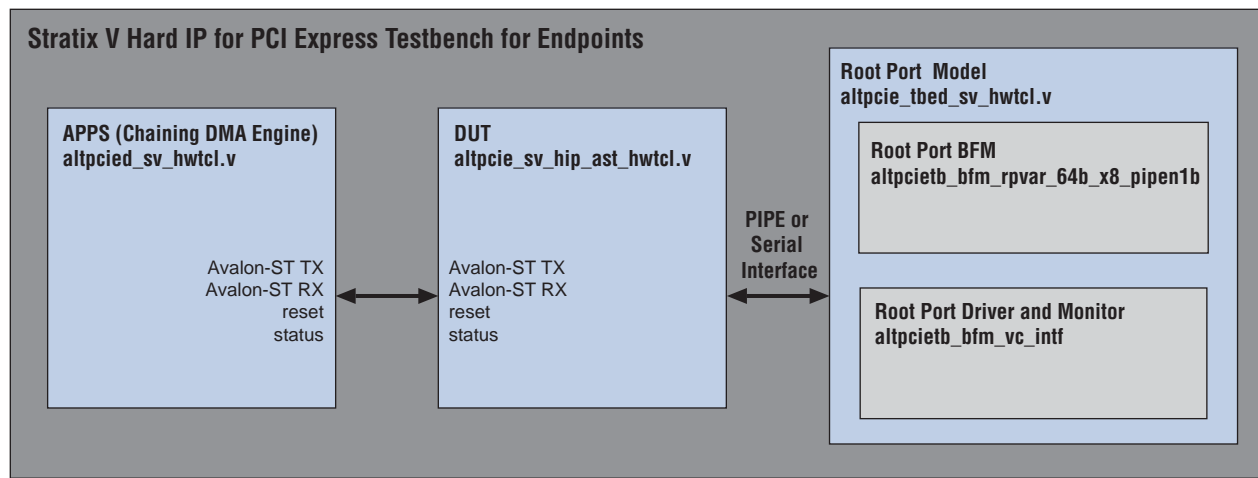 Stratix V Hard IP for PCI Express Testbench for Endpoints
APPS (Chaining DMA Engine)
altpcied_sv_hwtcl.v
Avalon-ST TX
Avalon-ST RX
reset
status
DUT
altpcie_sv_hip_ast_hwtcl.v
Avalon-ST TX
Avalon-ST RX
reset
status
PIPE or
Serial
Interface
Root Port Model
altpcie_tbed_sv_hwtcl.v
Root Port BFM
altpcietb_bfm_rpvar_64b_x8_pipen1b
Root Port Driver and Monitor
altpcietb_bfm_vc_intf